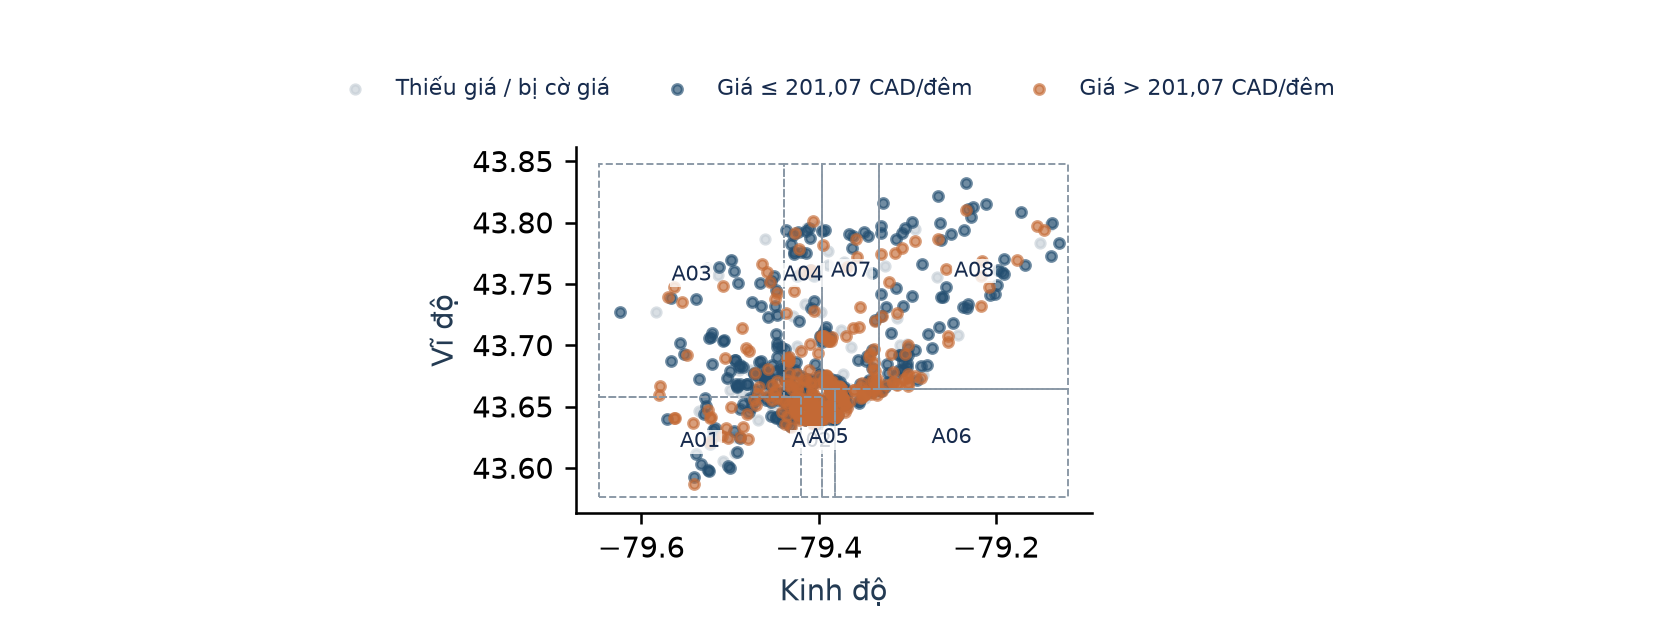 Thiếu giá / bị cờ giá Giá ≤ 201,07 CAD/đêm Giá > 201,07 CAD/đêm
43.85
43.80
43.75
43.70
43.65
43.60
Vĩ độ
A03 A04 A07 A08
A01 A05 A06
−79.6 −79.4 −79.2
Kinh độ